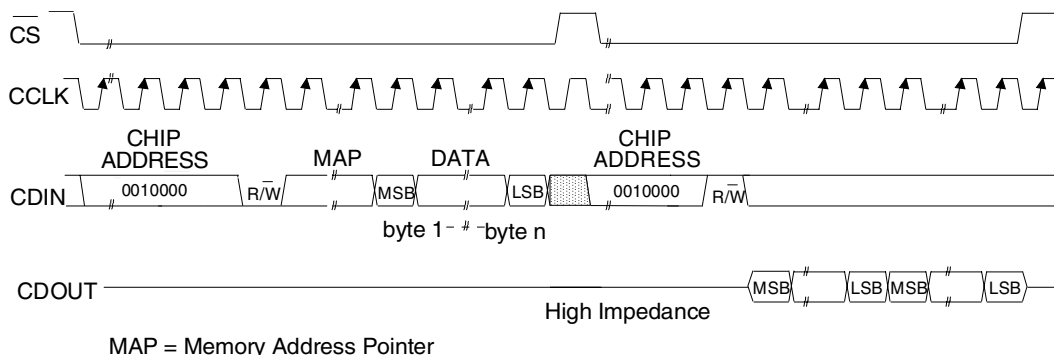 CS
CCLK
CHIP ADDRESS MAP DATA CHIP ADDRESS
CDIN 0010000 R/W MSB LSB 0010000 R/W
byte 1 byte n
CDOUT MSB LSB MSB LSB
High Impedance
MAP = Memory Address Pointer